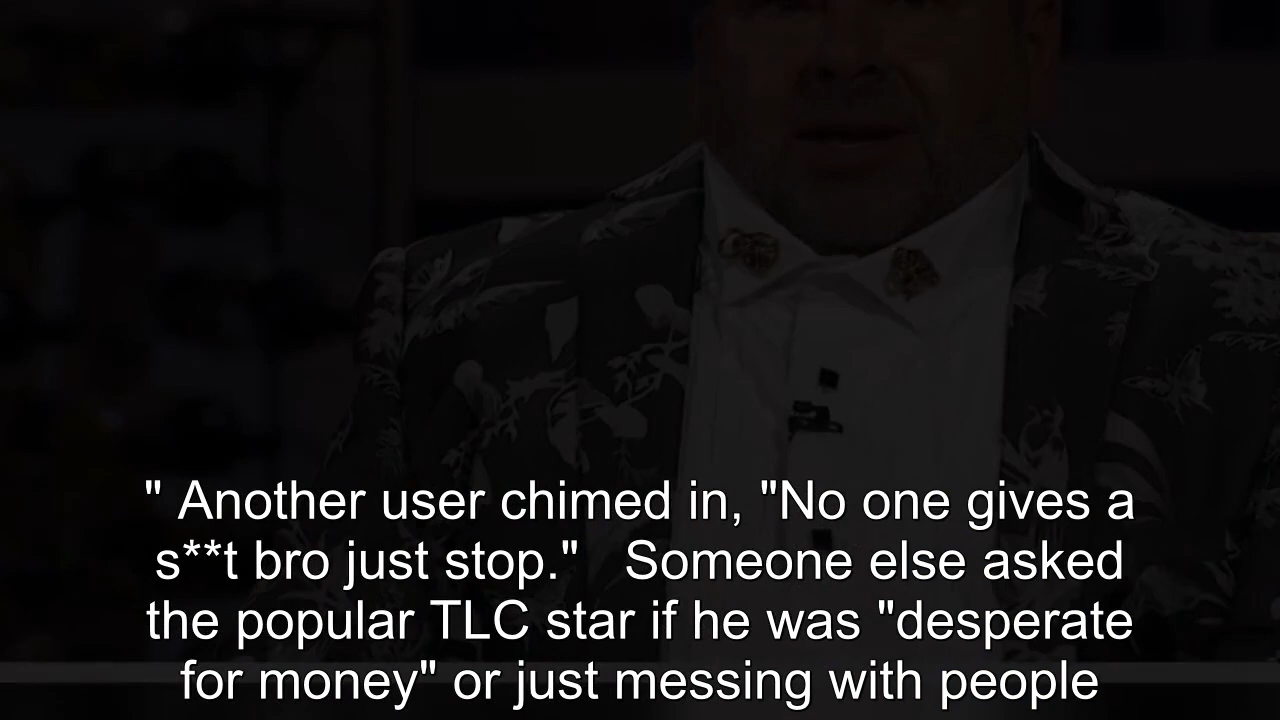 " Another user chimed in, "No one gives a
s**t bro just stop."   Someone else asked
the popular TLC star if he was "desperate
for money" or just messing with people